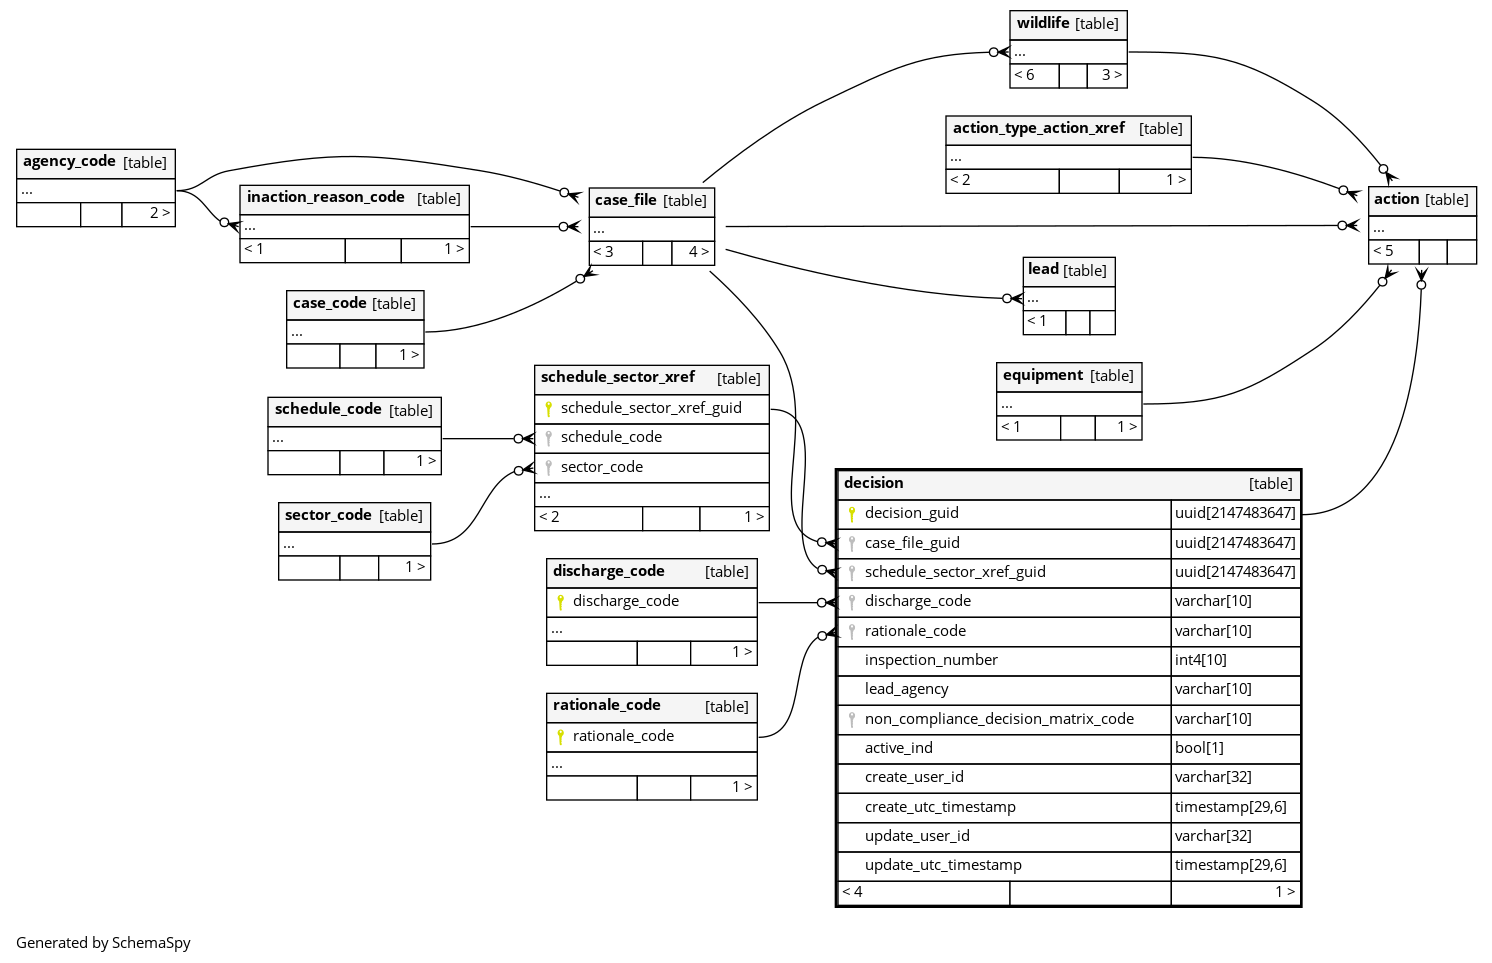 wildlife [table]
...
< 6 3 >
action_type_action_xref [table]
...
< 2 1 >
agency_code [table]
...
2 >
inaction_reason_code [table]
...
< 1 1 >
case_file [table]
...
< 3 4 >
action [table]
...
< 5
lead [table]
...
< 1
case_code [table]
...
1 >
equipment [table]
...
< 1 1 >
schedule_sector_xref [table]
schedule_sector_xref_guid
schedule_code
sector_code
...
< 2 1 >
schedule_code [table]
...
1 >
sector_code [table]
...
1 >
discharge_code [table]
discharge_code
...
1 >
rationale_code [table]
rationale_code
...
1 >
decision [table]
decision_guid uuid[2147483647]
case_file_guid uuid[2147483647]
schedule_sector_xref_guid uuid[2147483647]
discharge_code varchar[10]
rationale_code varchar[10]
inspection_number int4[10]
lead_agency varchar[10]
non_compliance_decision_matrix_code varchar[10]
active_ind bool[1]
create_user_id varchar[32]
create_utc_timestamp timestamp[29,6]
update_user_id varchar[32]
update_utc_timestamp timestamp[29,6]
< 4 1 >
Generated by SchemaSpy